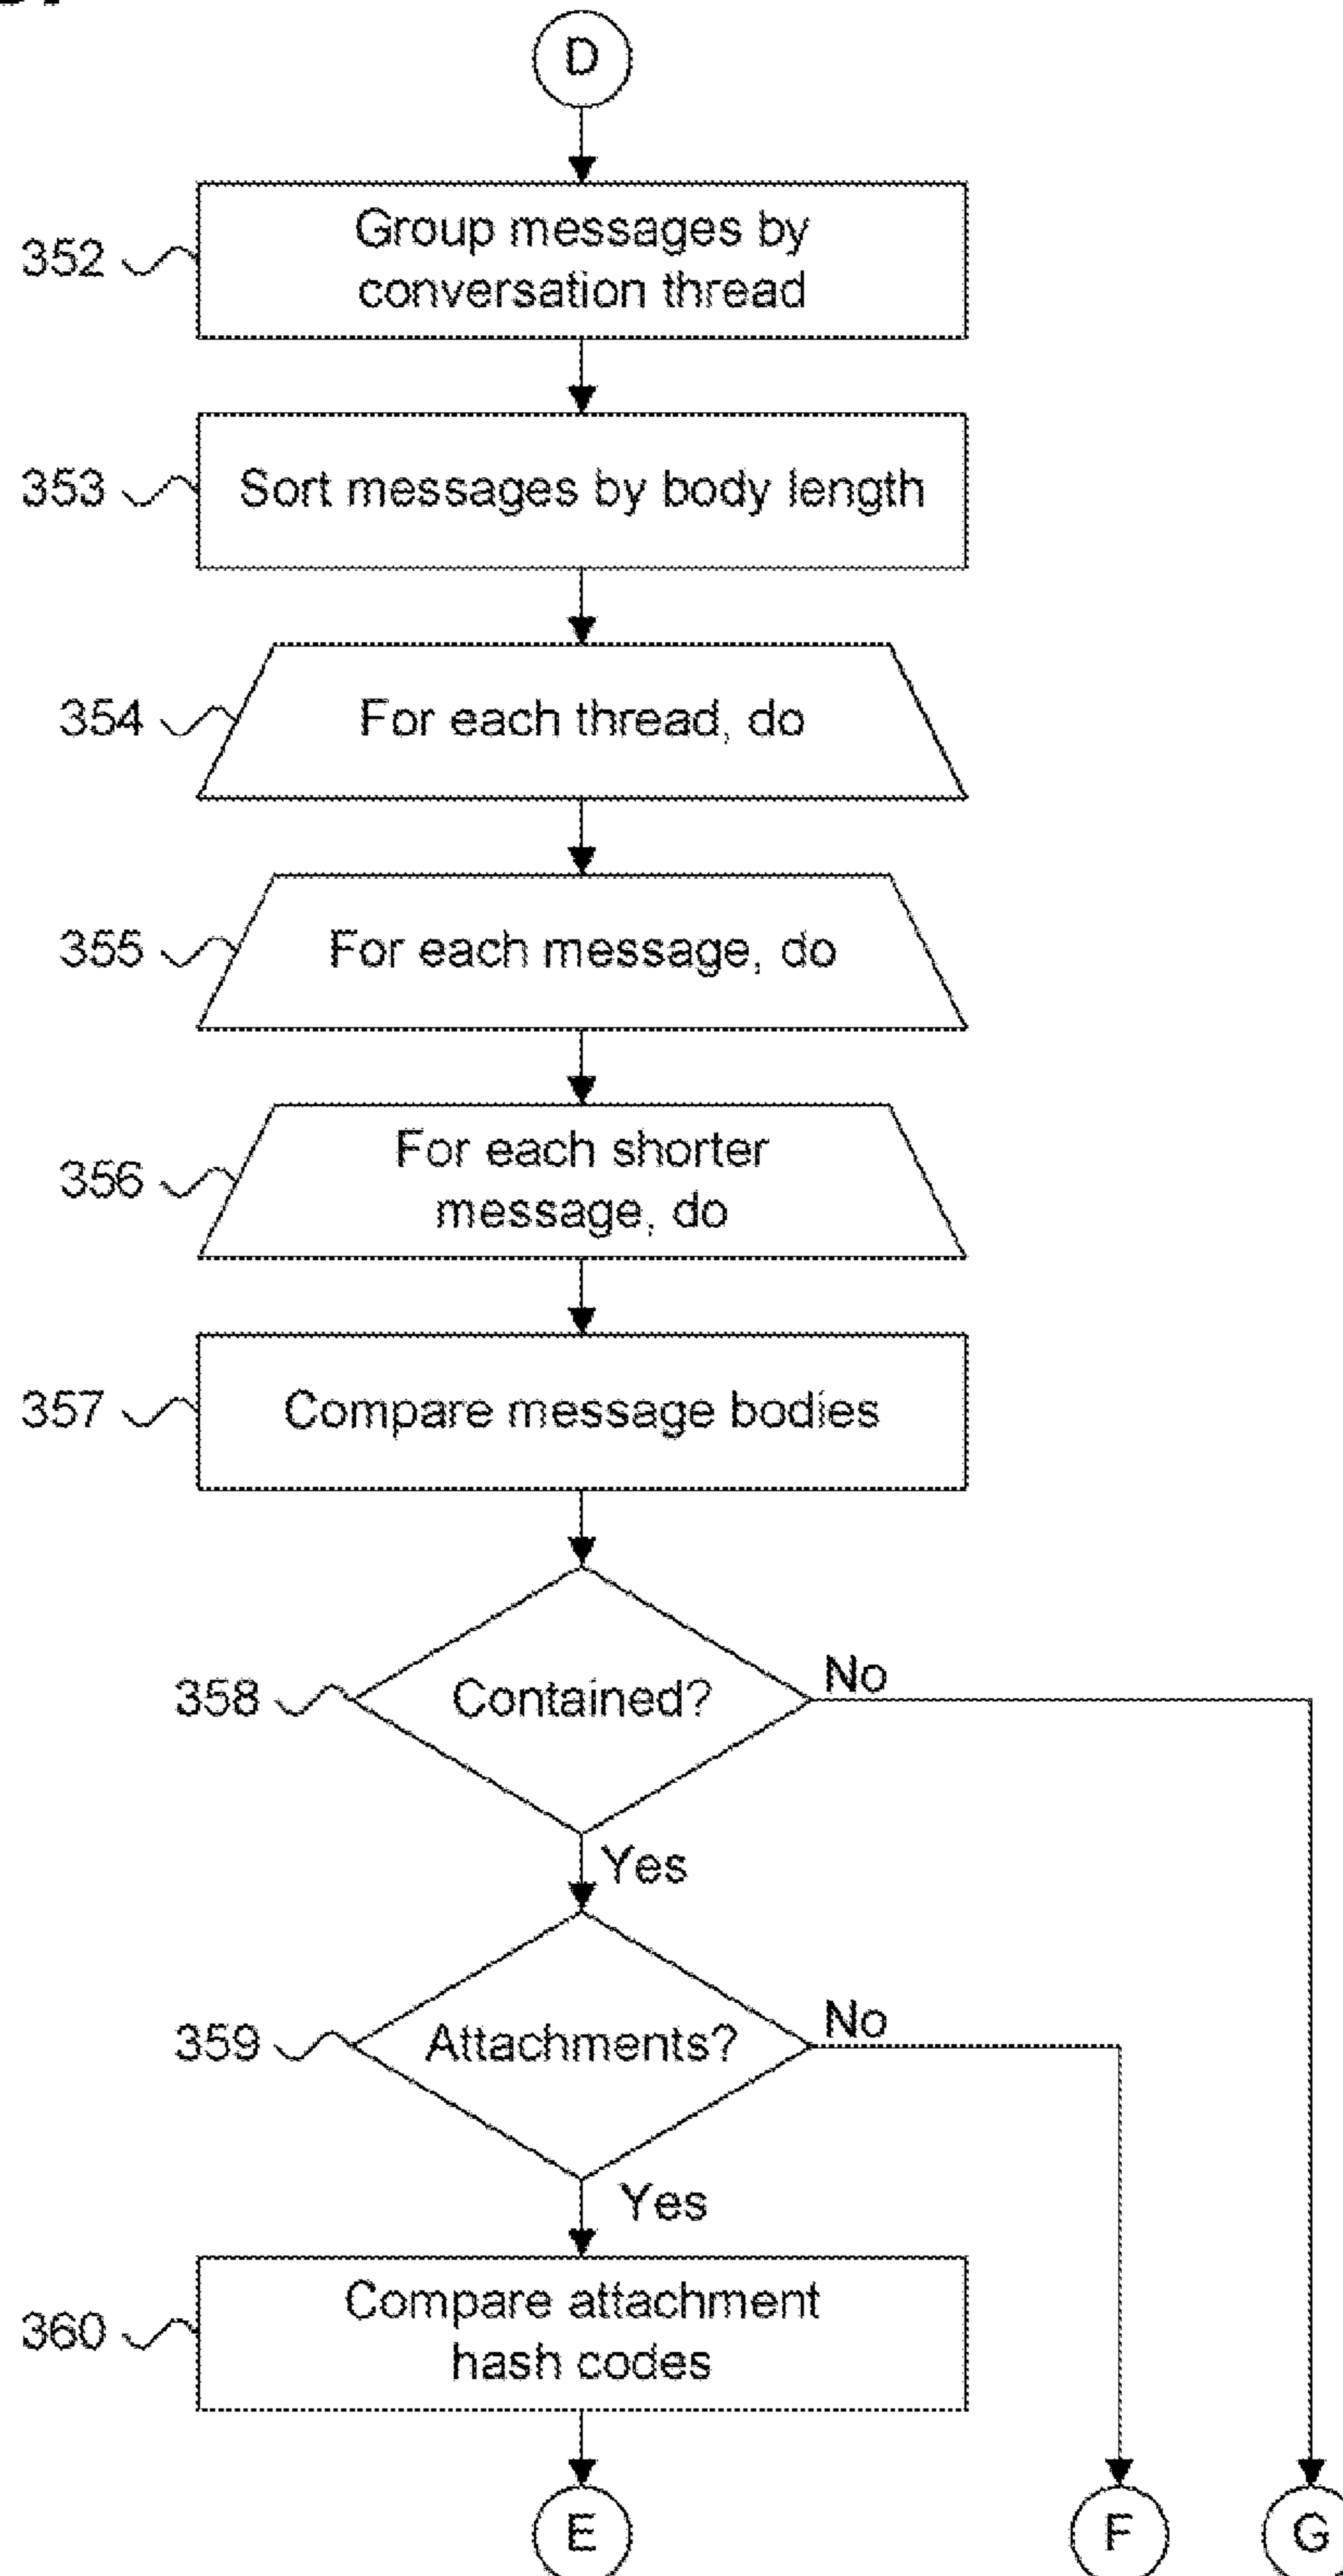 D
352
Group messages by
conversation thread
353
Sort messages by body length
354
For each thread, do
355
For each message, do
356
For each shorter
message, do
357
Compare message bodies
358
Contained?
No
Yes
359
Attachments?
No
Yes
360
Compare attachment
hash codes
E
F
G